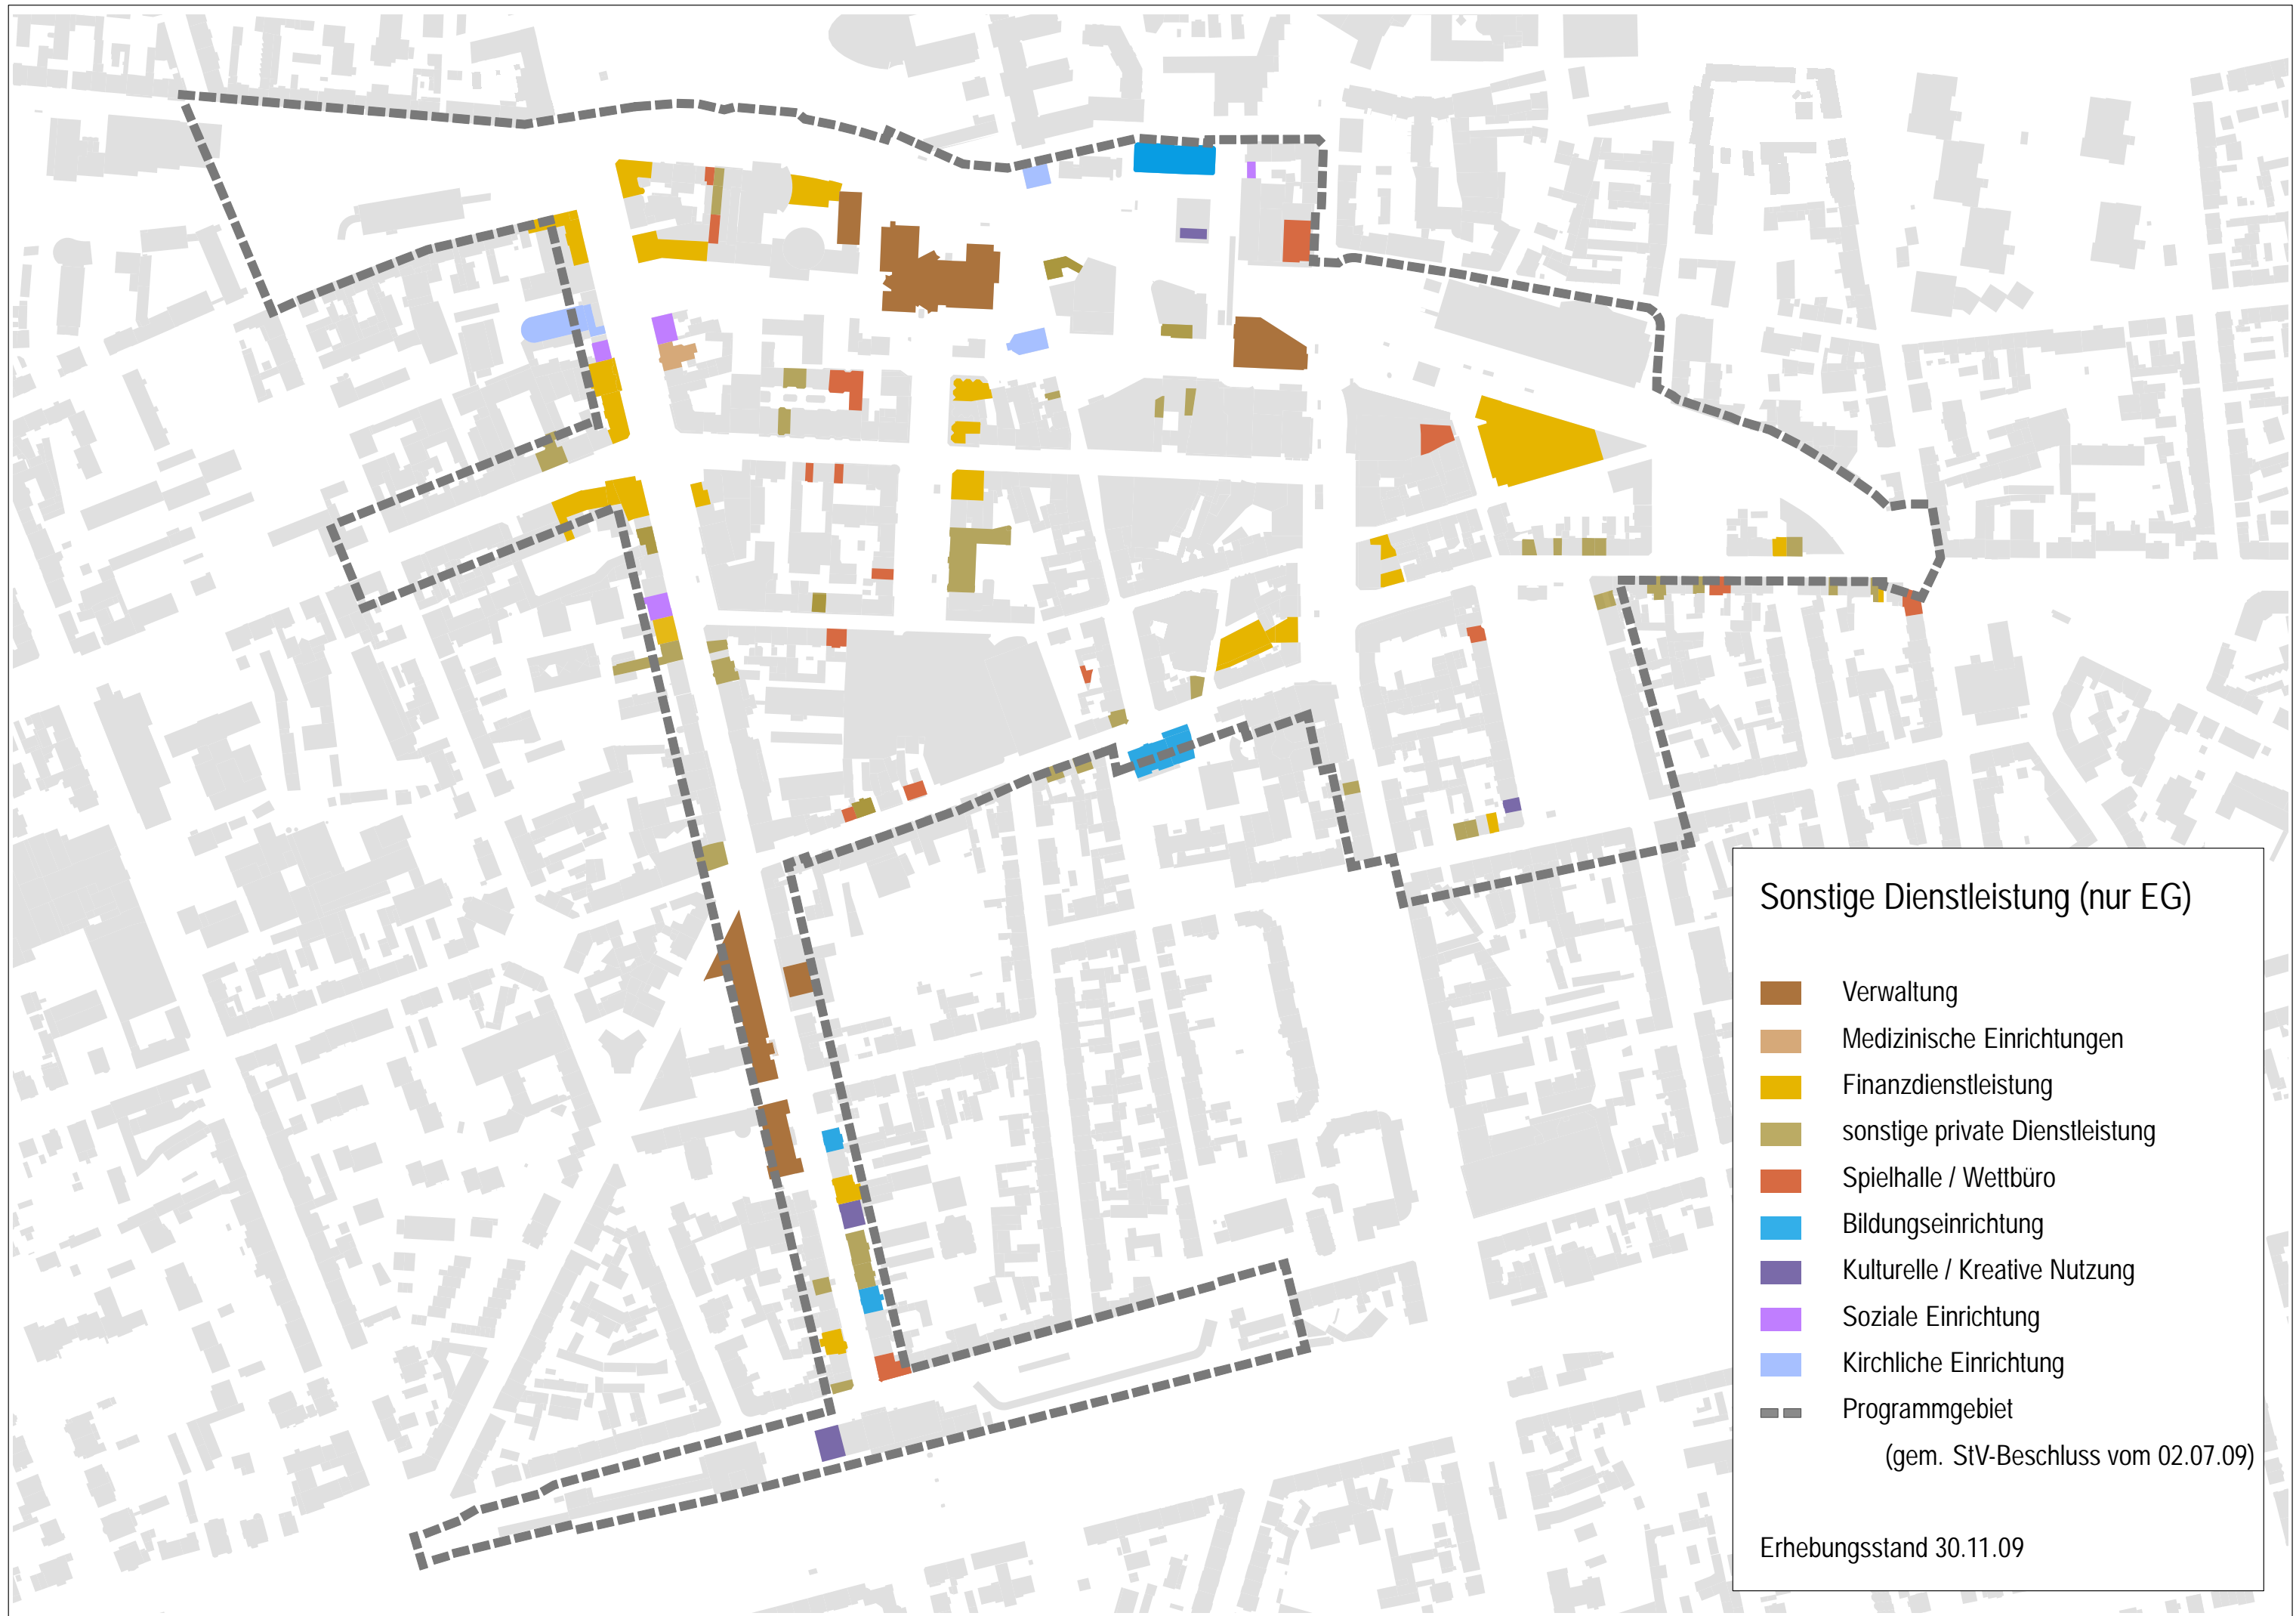 Sonstige Dienstleistung (nur EG)
Verwaltung
Medizinische Einrichtungen
Finanzdienstleistung
sonstige private Dienstleistung
Spielhalle / Wettbüro
Bildungseinrichtung
Kulturelle / Kreative Nutzung
Soziale Einrichtung
Kirchliche Einrichtung
Programmgebiet
(gem. StV-Beschluss vom 02.07.09)
Erhebungsstand 30.11.09